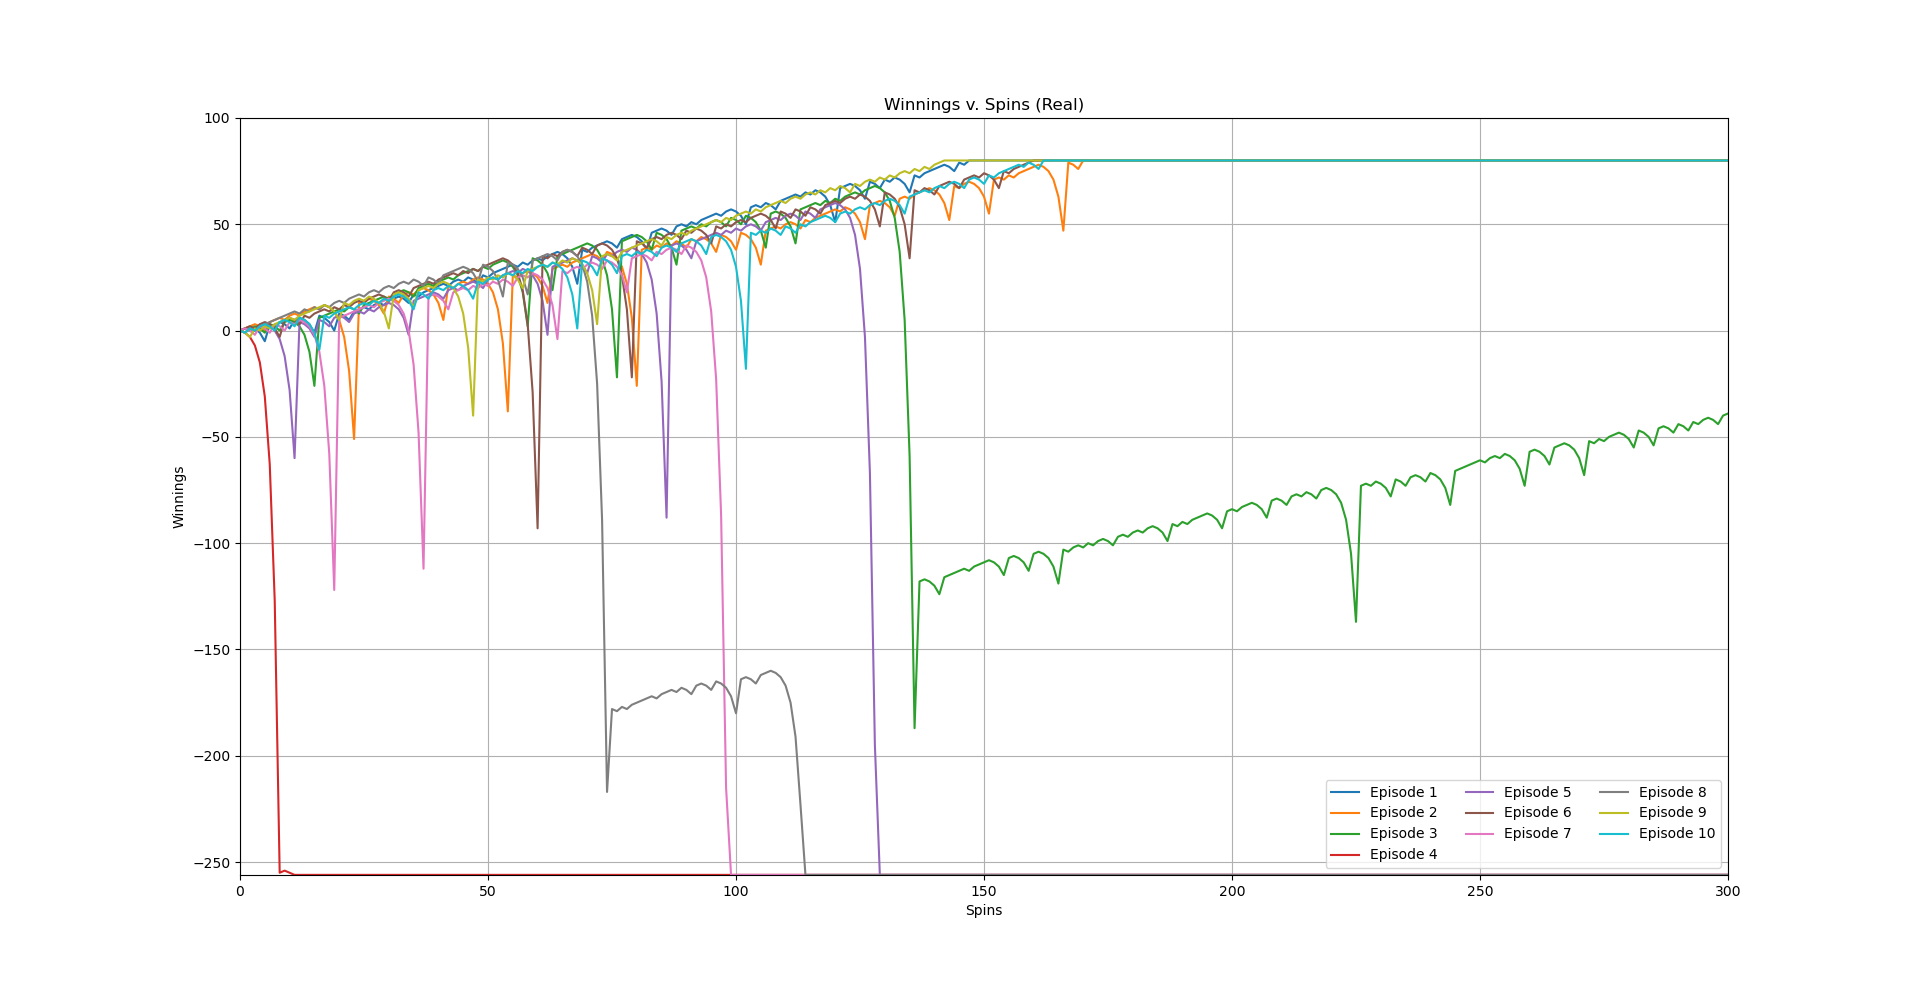 Winnings v. Spins (Real)
100
50
0
−50
−100
−150
−200
−250
Winnings
0 50 100 150 200 250 300
Spins
Episode 1 Episode 5 Episode 8
Episode 2 Episode 6 Episode 9
Episode 3 Episode 7 Episode 10
Episode 4